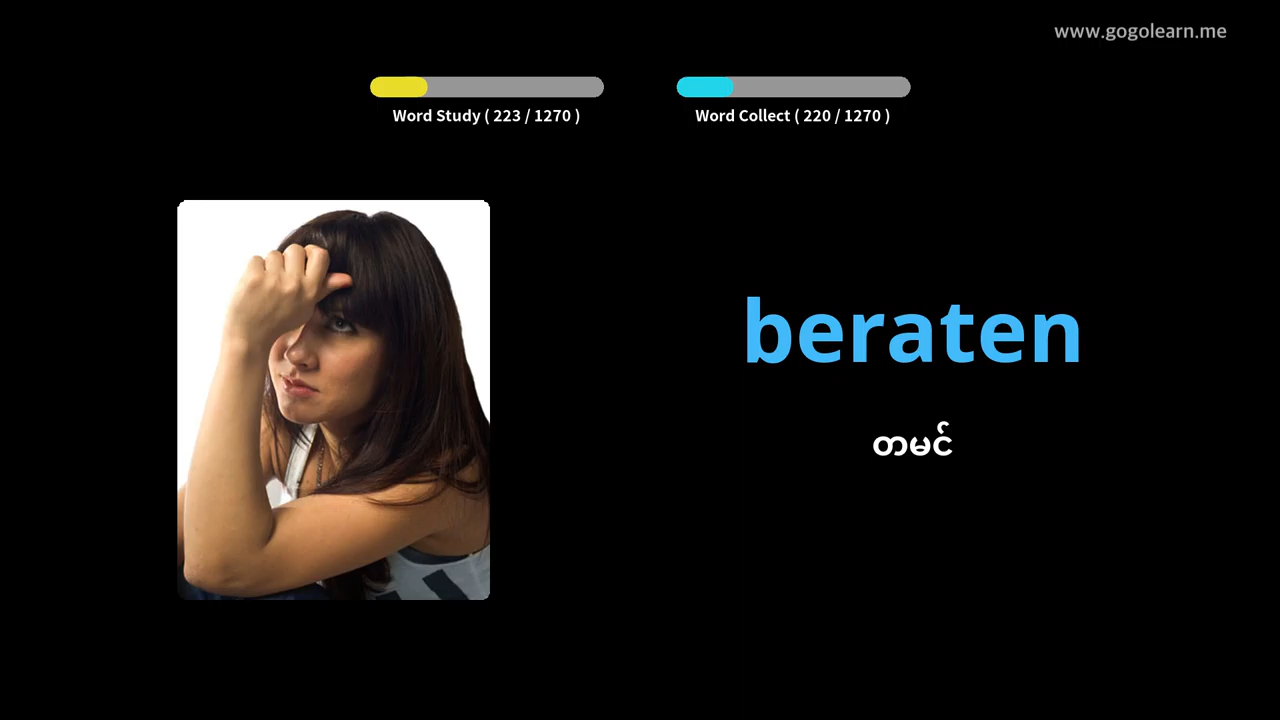 www.gogolearn.me
Word Study ( 223 / 1270 )
Word Collect ( 220 / 1270 )
beraten
တမင်